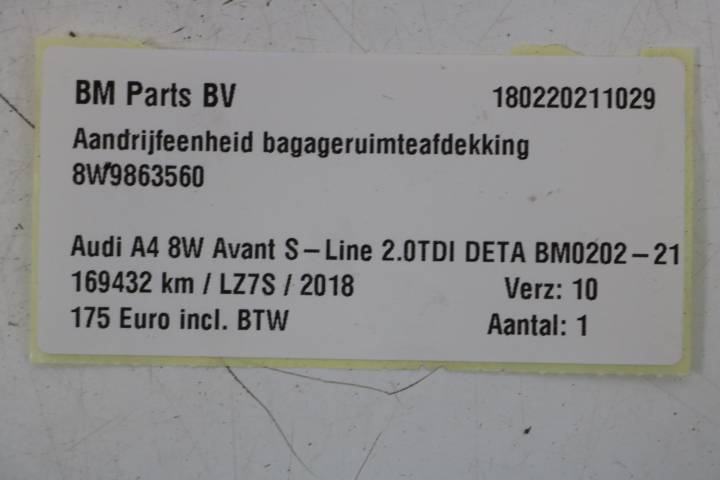 BM Parts BV 180220211029
Aandrijfeenheid bagageruimteafdekking
8W9863560
Audi A4 8W Avant S-Line 2.0TDI DETA BM0202-21
169432 km / LZ7S / 2018 Verz: 10
175 Euro incl. BTW Aantal: 1